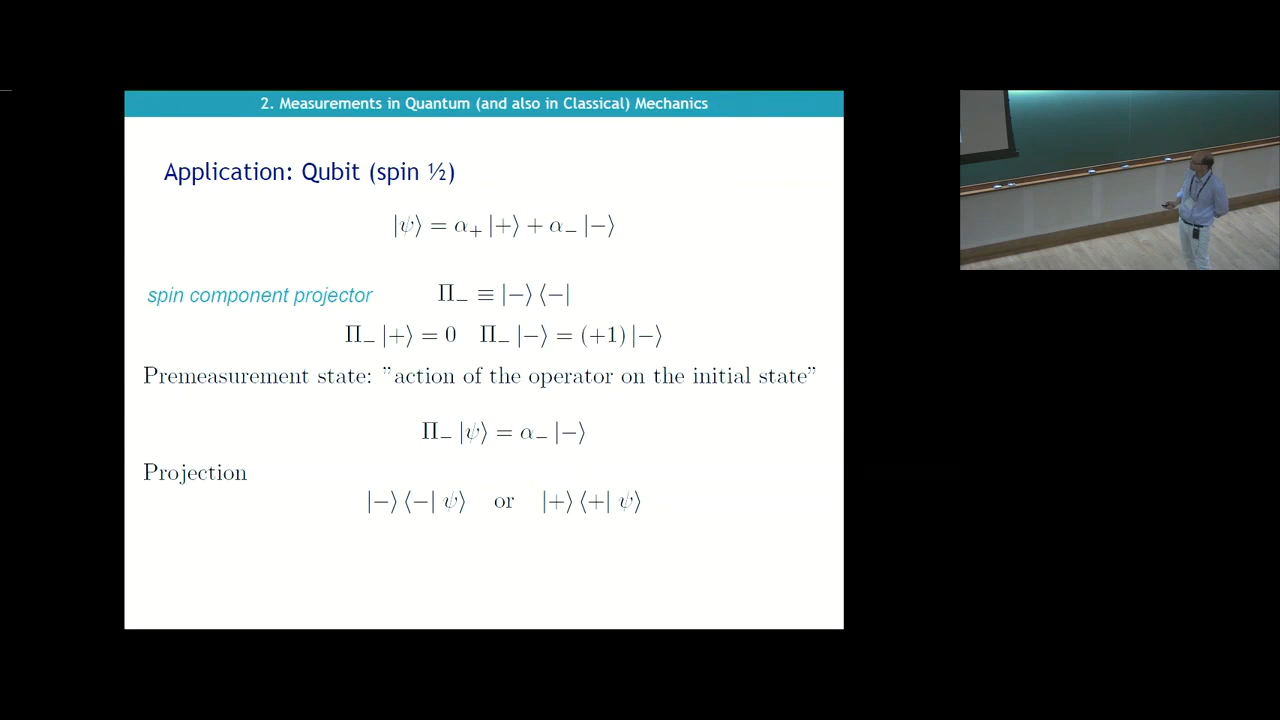 2. Measurements in Quantum (and also in Classical) Mechanics
Application: Qubit (spin ½)
|ψ⟩ = α₊ |+⟩ + α₋ |−⟩
spin component projector Π₋ ≡ |−⟩ ⟨−|
Π₋ |+⟩ = 0 Π₋ |−⟩ = (+1) |−⟩
Premeasurement state: ”action of the operator on the initial state”
Π₋ |ψ⟩ = α₋ |−⟩
Projection
|−⟩ ⟨−| ψ⟩ or |+⟩ ⟨+| ψ⟩